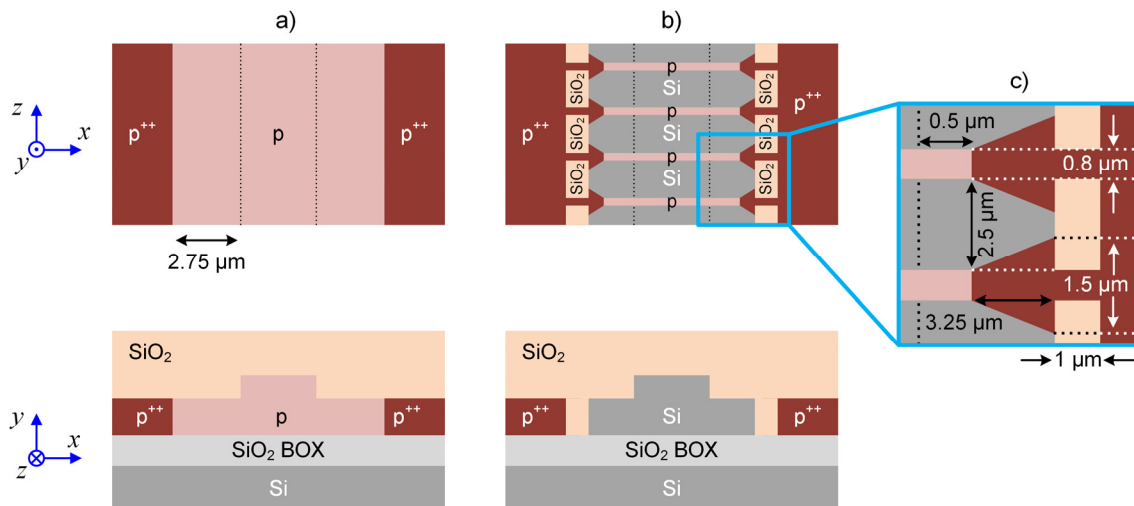 a)
b)
c)
z
y
x
p++
p
p++
2.75 µm
p++
SiO2
SiO2
SiO2
p
Si
p
Si
p
Si
p
SiO2
SiO2
SiO2
p++
0.5 µm
0.8 µm
2.5 µm
1.5 µm
3.25 µm
1 µm
y
z
x
SiO2
p++
p
p++
SiO2 BOX
Si
SiO2
p++
Si
p++
SiO2 BOX
Si